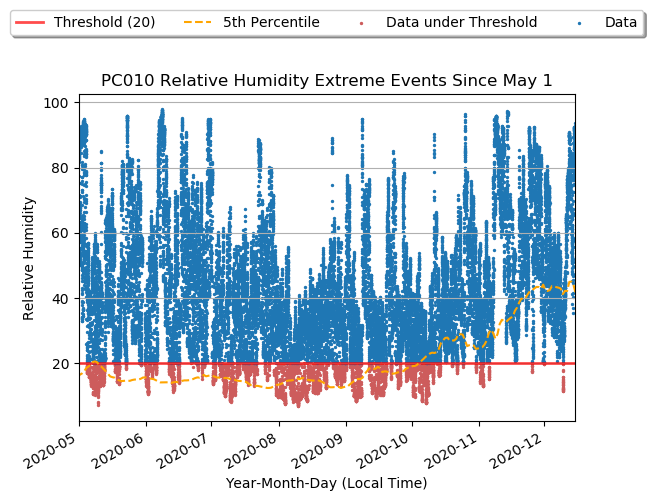 Threshold (20) 5th Percentile Data under Threshold Data
PC010 Relative Humidity Extreme Events Since May 1
100
80
60
40
20
Relative Humidity
2020-05 2020-06 2020-07 2020-08 2020-09 2020-10 2020-11 2020-12
Year-Month-Day (Local Time)